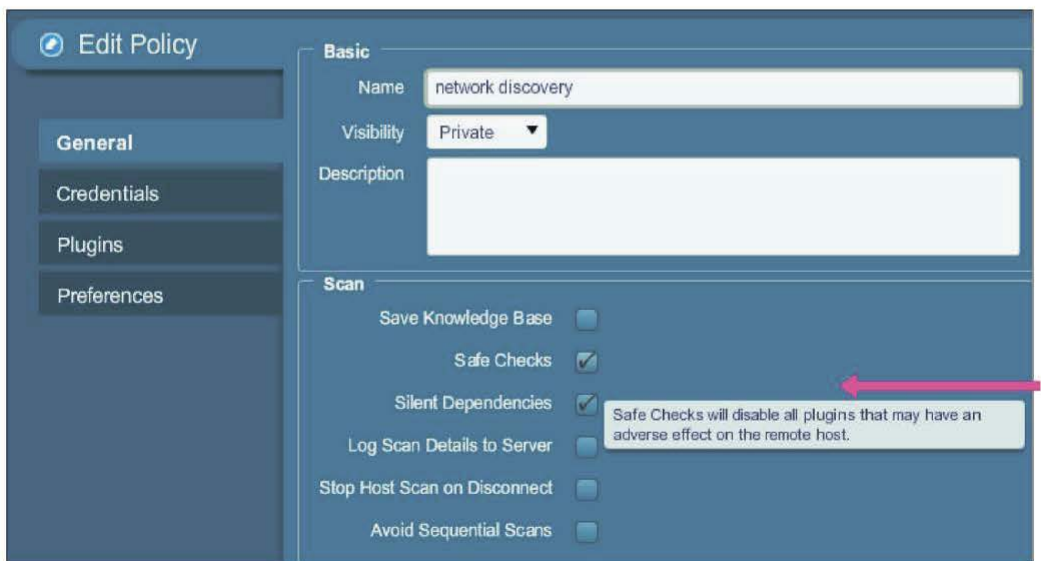 Edit Policy
General
Credentials
Plugins
Preferences
Basic
Name network discovery
Visibility Private
Description
Scan
Save Knowledge Base
Safe Checks
Silent Dependencies
Safe Checks will disable all plugins that may have an
adverse effect on the remote host.
Log Scan Details to Server
Stop Host Scan on Disconnect
Avoid Sequential Scans